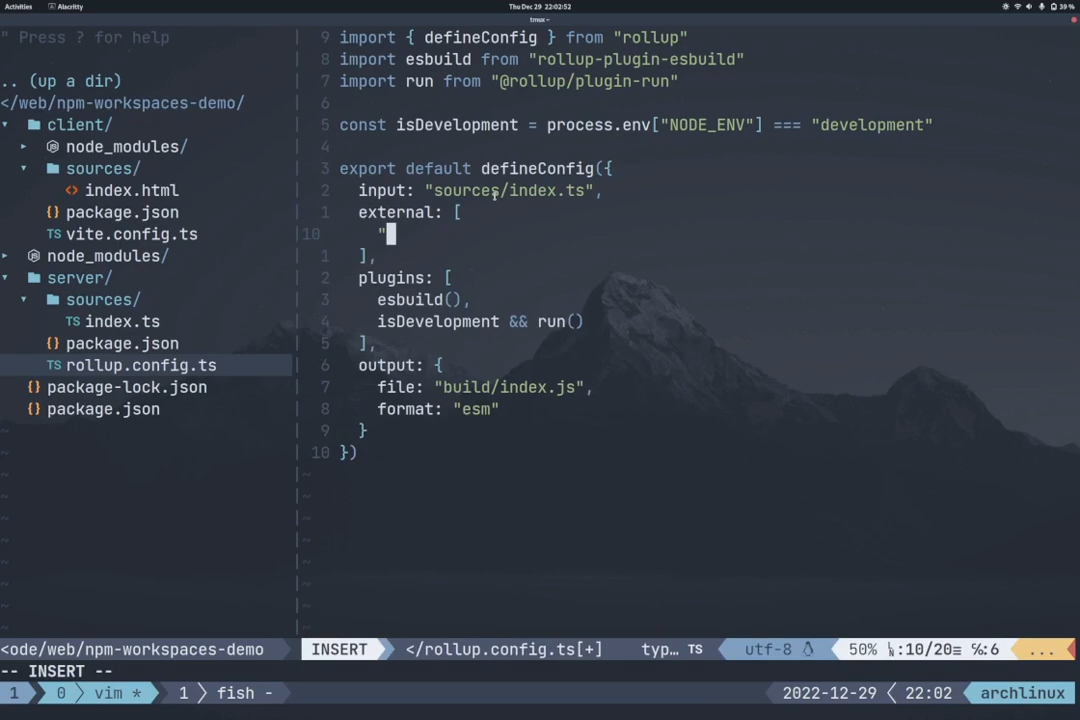 Activities Alacritty Thu Dec 29 22:02:52 39 %
tmux ~
" Press ? for help
.. (up a dir)
</web/npm-workspaces-demo/
▾ client/
▸ node_modules/
▾ sources/
<> index.html
{} package.json
TS vite.config.ts
▸ node_modules/
▾ server/
▾ sources/
TS index.ts
{} package.json
TS rollup.config.ts
{} package-lock.json
{} package.json
9 import { defineConfig } from "rollup"
8 import esbuild from "rollup-plugin-esbuild"
7 import run from "@rollup/plugin-run"
6
5 const isDevelopment = process.env["NODE_ENV"] === "development"
4
3 export default defineConfig({
2 input: "sources/index.ts",
1 external: [
10 "
1 ],
2 plugins: [
3 esbuild(),
4 isDevelopment && run()
5 ],
6 output: {
7 file: "build/index.js",
8 format: "esm"
9 }
10 })
<ode/web/npm-workspaces-demo INSERT </rollup.config.ts[+] typ… TS utf-8 50% ㏑:10/20≡ ℅:6 ...
-- INSERT --
1 0 vim * 1 fish - 2022-12-29 22:02 archlinux